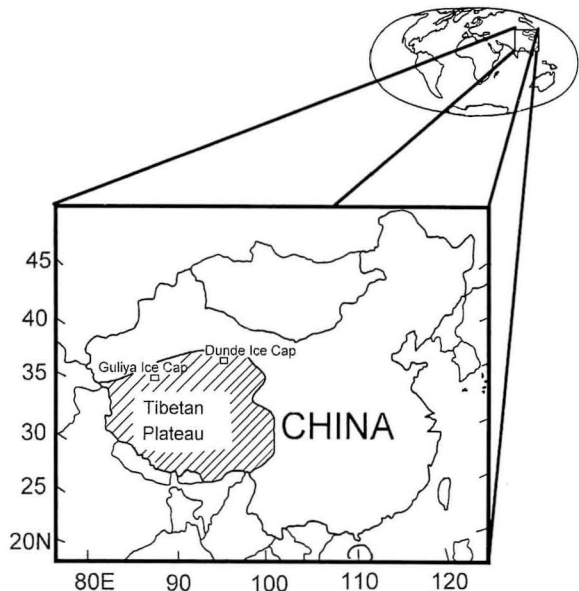 45
40
35
30
25
20N
Dunde Ice Cap
Guliya Ice Cap
Tibetan
Plateau
CHINA
80E 90 100 110 120